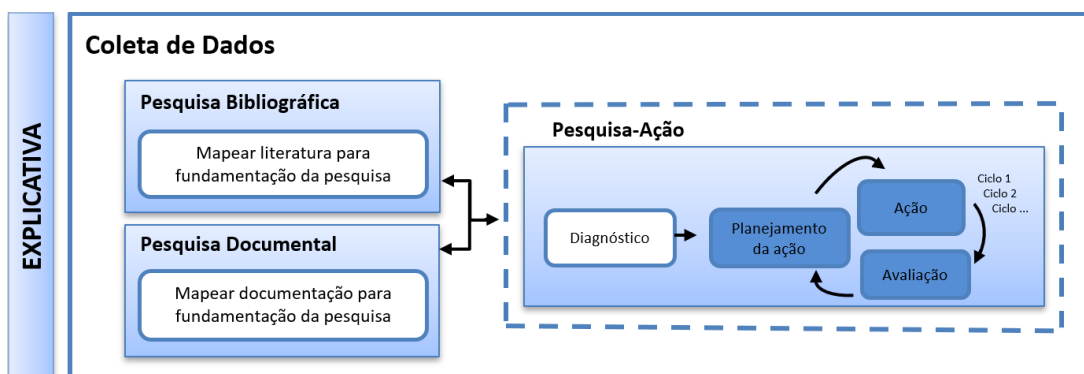 EXPLICATIVA
Coleta de Dados
Pesquisa Bibliográfica
Mapear literatura para
fundamentação da pesquisa
Pesquisa Documental
Mapear documentação para
fundamentação da pesquisa
Pesquisa-Ação
Diagnóstico
Planejamento
da ação
Ação
Avaliação
Ciclo 1
Ciclo 2
Ciclo ...